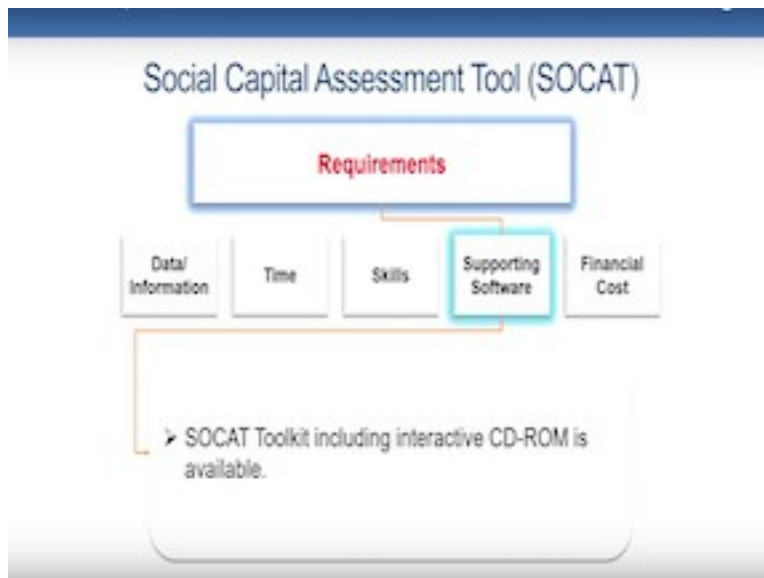 Social Capital Assessment Tool (SOCAT)
Requirements
Data/
Information
Time
Skills
Supporting
Software
Financial
Cost
➢ SOCAT Toolkit including interactive CD-ROM is
available.